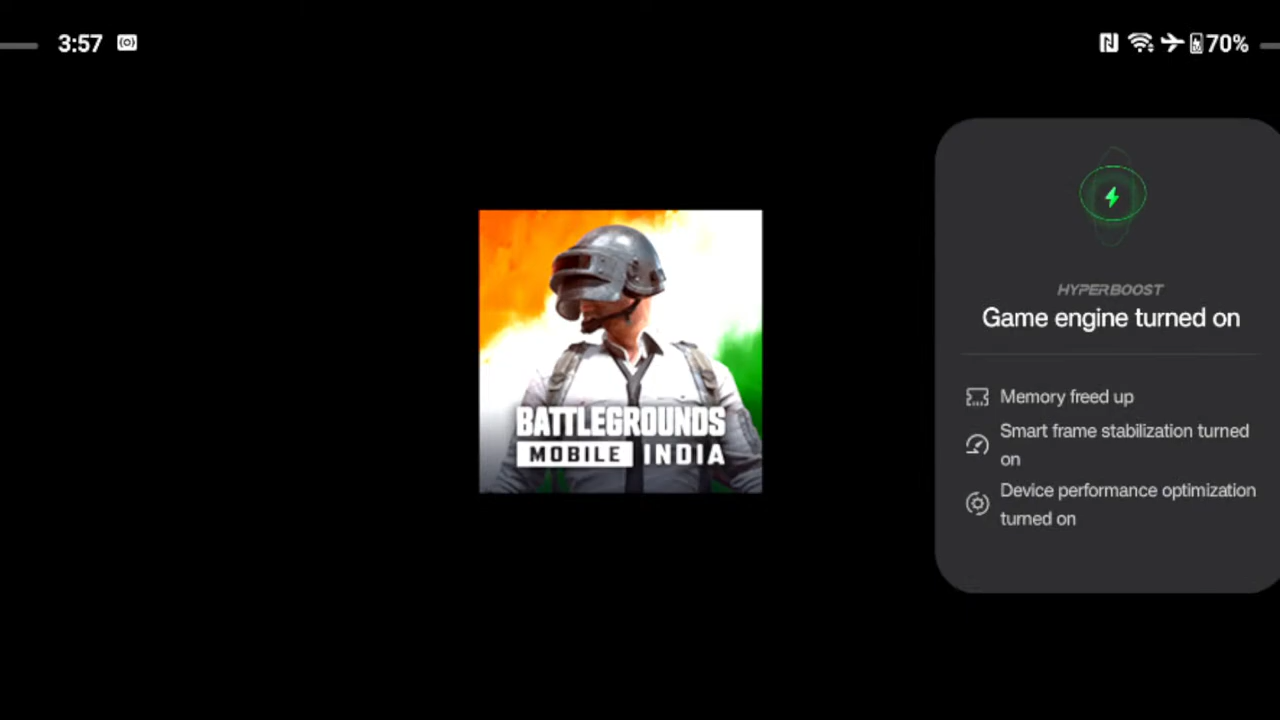 3:57
70%
BATTLEGROUNDS
MOBILE INDIA
HYPERBOOST
Game engine turned on
Memory freed up
Smart frame stabilization turned
on
Device performance optimization
turned on